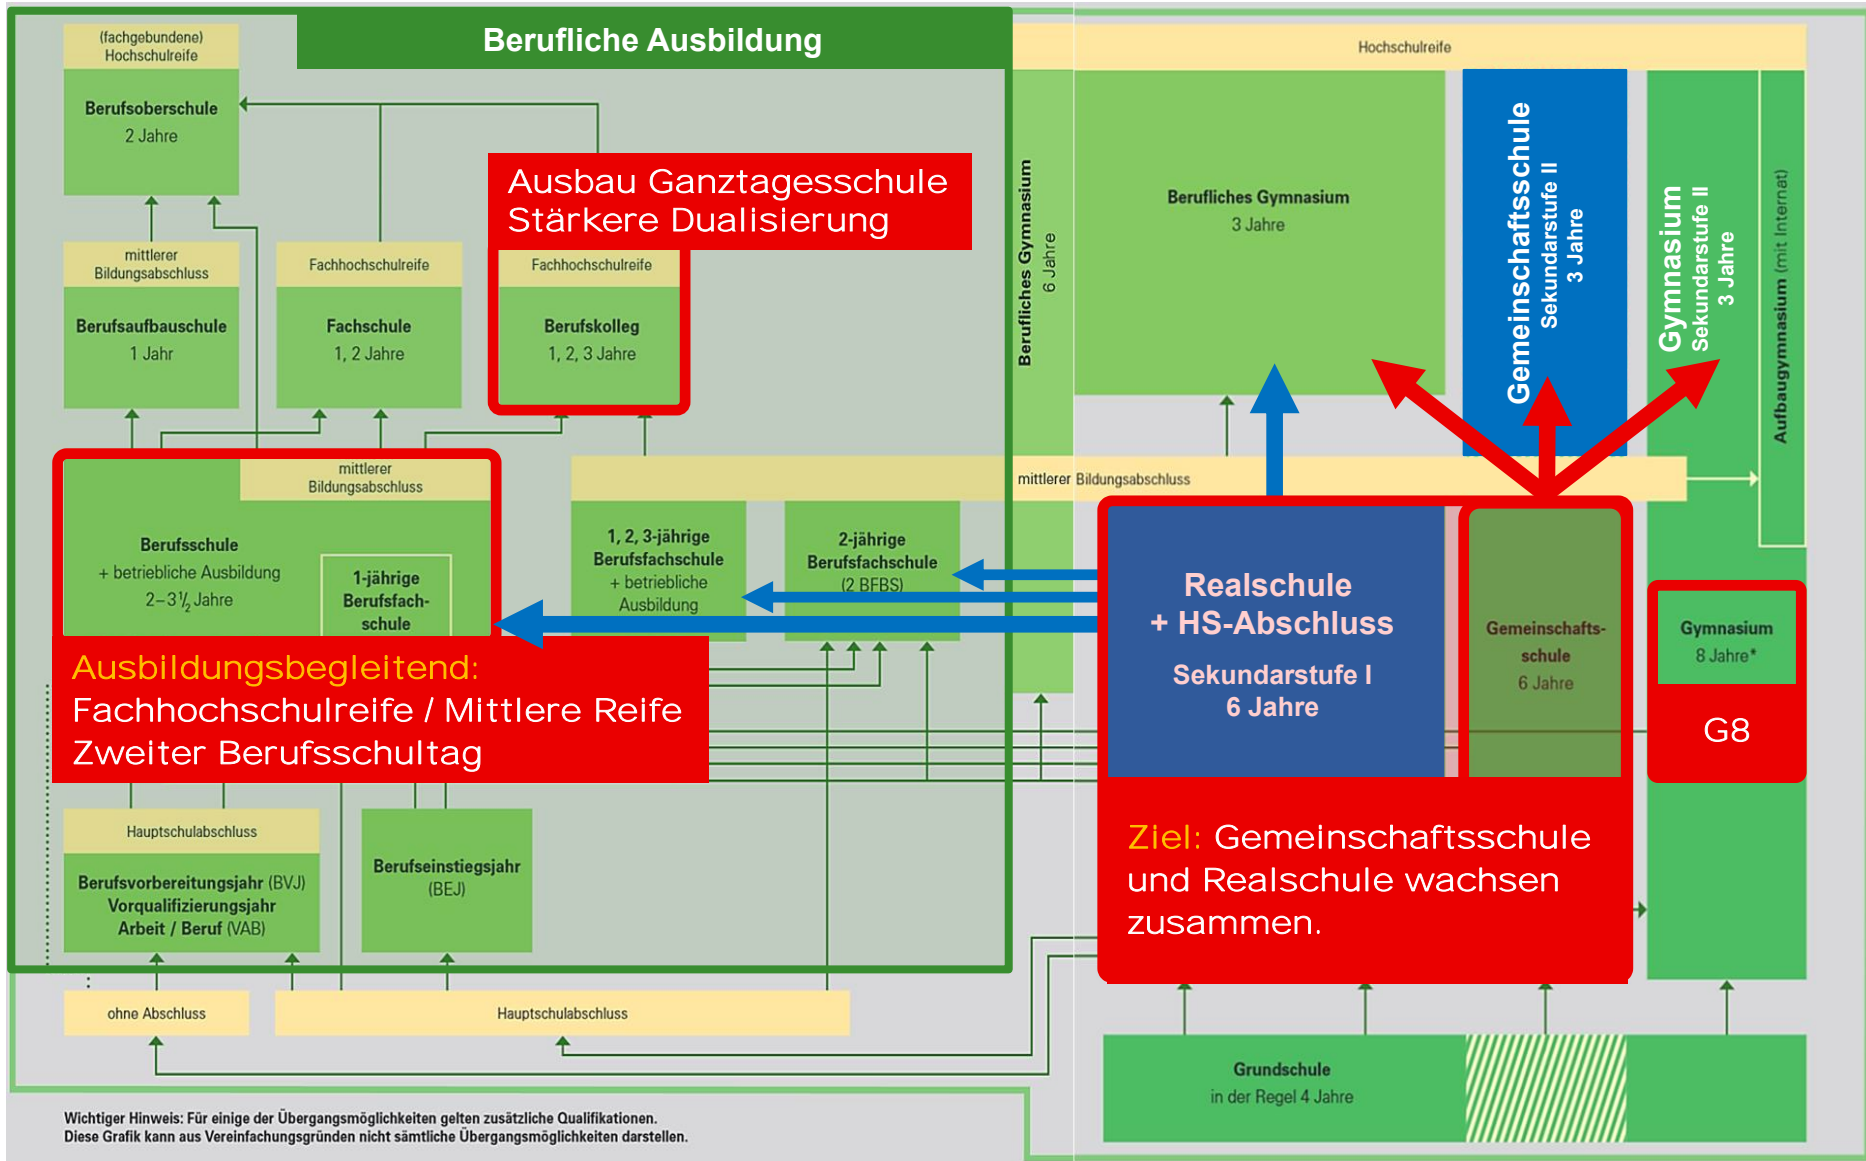 (fachgebundene)
Hochschulreife
Berufliche Ausbildung
Hochschulreife
Berufsoberschule
2 Jahre
Ausbau Ganztagesschule
Stärkere Dualisierung
Berufliches Gymnasium
6 Jahre
Berufliches Gymnasium
3 Jahre
Gemeinschaftsschule
Sekundarstufe II
3 Jahre
Gymnasium
Sekundarstufe II
3 Jahre
Aufbaugymnasium (mit Internat)
mittlerer
Bildungsabschluss
Berufsaufbauschule
1 Jahr
Fachhochschulreife
Fachschule
1, 2 Jahre
Fachhochschulreife
Berufskolleg
1, 2, 3 Jahre
mittlerer
Bildungsabschluss
mittlerer Bildungsabschluss
Berufsschule
+ betriebliche Ausbildung
2–3 1/2 Jahre
1-jährige
Berufsfach-
schule
1, 2, 3-jährige
Berufsfachschule
+ betriebliche
Ausbildung
2-jährige
Berufsfachschule
(2 BFBS)
Realschule
+ HS-Abschluss
Sekundarstufe I
6 Jahre
Gemeinschafts-
schule
6 Jahre
Gymnasium
8 Jahre*
G8
Ausbildungsbegleitend:
Fachhochschulreife / Mittlere Reife
Zweiter Berufsschultag
Ziel: Gemeinschaftsschule
und Realschule wachsen
zusammen.
Hauptschulabschluss
Berufsvorbereitungsjahr (BVJ)
Vorqualifizierungsjahr
Arbeit / Beruf (VAB)
Berufseinstiegsjahr
(BEJ)
ohne Abschluss
Hauptschulabschluss
Grundschule
in der Regel 4 Jahre
Wichtiger Hinweis: Für einige der Übergangsmöglichkeiten gelten zusätzliche Qualifikationen.
Diese Grafik kann aus Vereinfachungsgründen nicht sämtliche Übergangsmöglichkeiten darstellen.